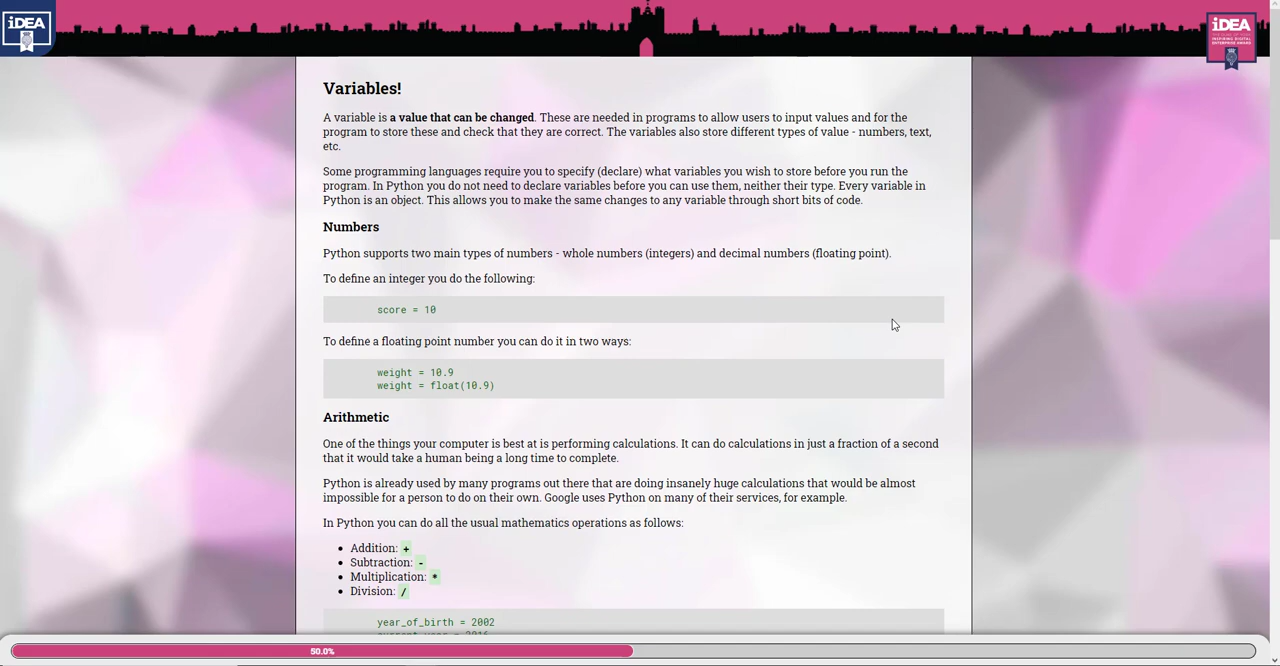 iDEA
iDEA
INSPIRING DIGITAL
ENTERPRISE AWARD
Variables!
A variable is a value that can be changed. These are needed in programs to allow users to input values and for the
program to store these and check that they are correct. The variables also store different types of value - numbers, text,
etc.
Some programming languages require you to specify (declare) what variables you wish to store before you run the
program. In Python you do not need to declare variables before you can use them, neither their type. Every variable in
Python is an object. This allows you to make the same changes to any variable through short bits of code.
Numbers
Python supports two main types of numbers - whole numbers (integers) and decimal numbers (floating point).
To define an integer you do the following:
score = 10
To define a floating point number you can do it in two ways:
weight = 10.9
weight = float(10.9)
Arithmetic
One of the things your computer is best at is performing calculations. It can do calculations in just a fraction of a second
that it would take a human being a long time to complete.
Python is already used by many programs out there that are doing insanely huge calculations that would be almost
impossible for a person to do on their own. Google uses Python on many of their services, for example.
In Python you can do all the usual mathematics operations as follows:
• Addition: +
• Subtraction: -
• Multiplication: *
• Division: /
year_of_birth = 2002
50.0%